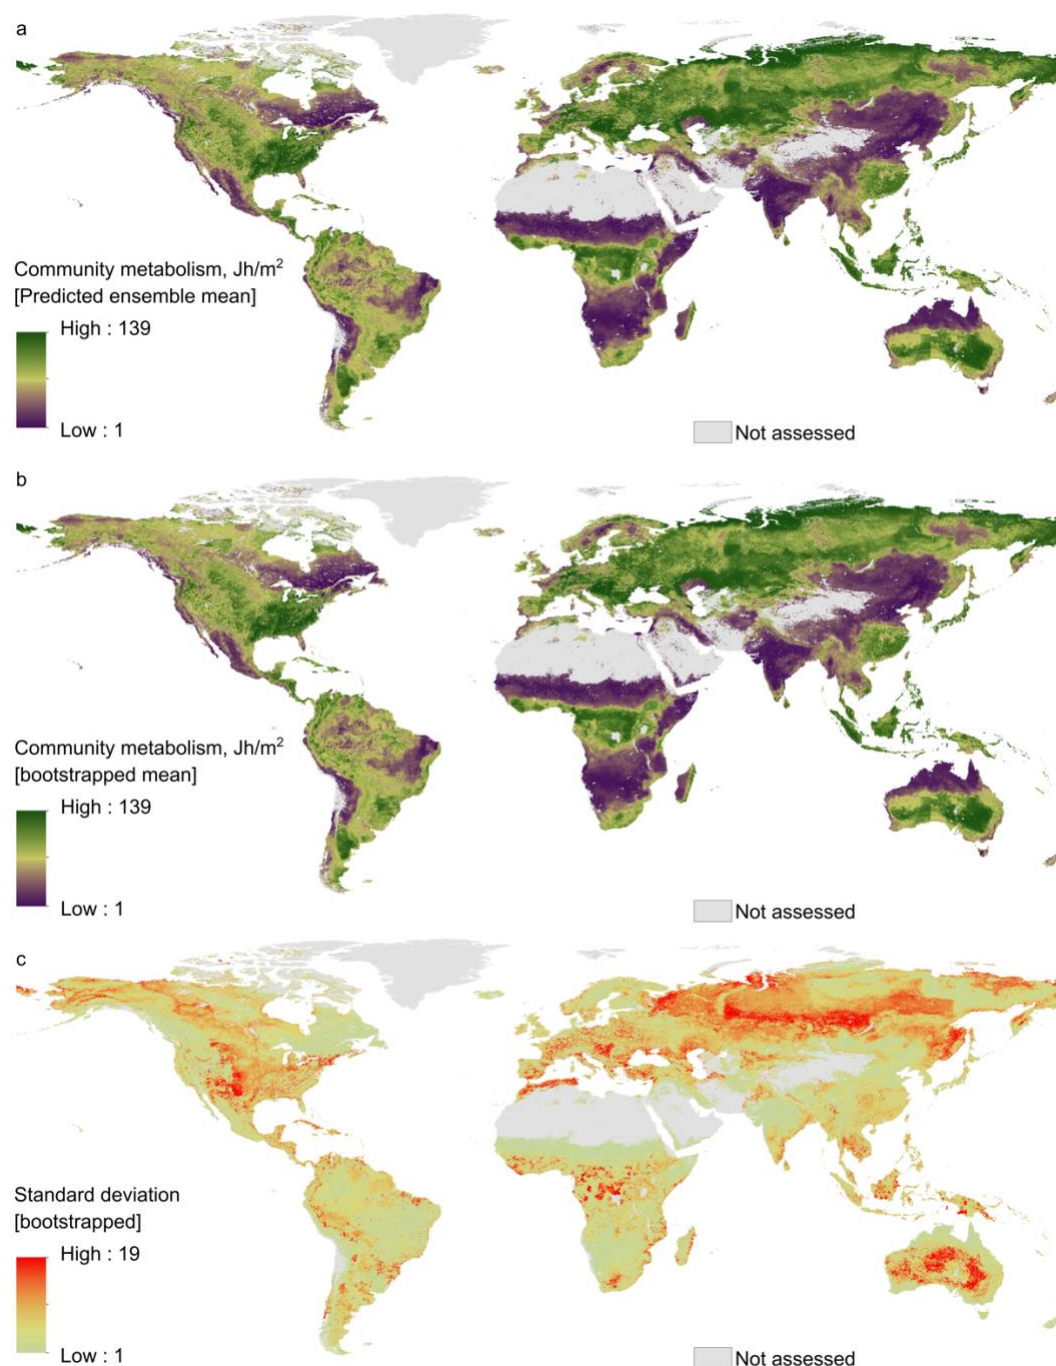 a
Community metabolism, Jh/m²
[Predicted ensemble mean]
High : 139
Low : 1
Not assessed
b
Community metabolism, Jh/m²
[bootstrapped mean]
High : 139
Low : 1
Not assessed
c
Standard deviation
[bootstrapped]
High : 19
Low : 1
Not assessed